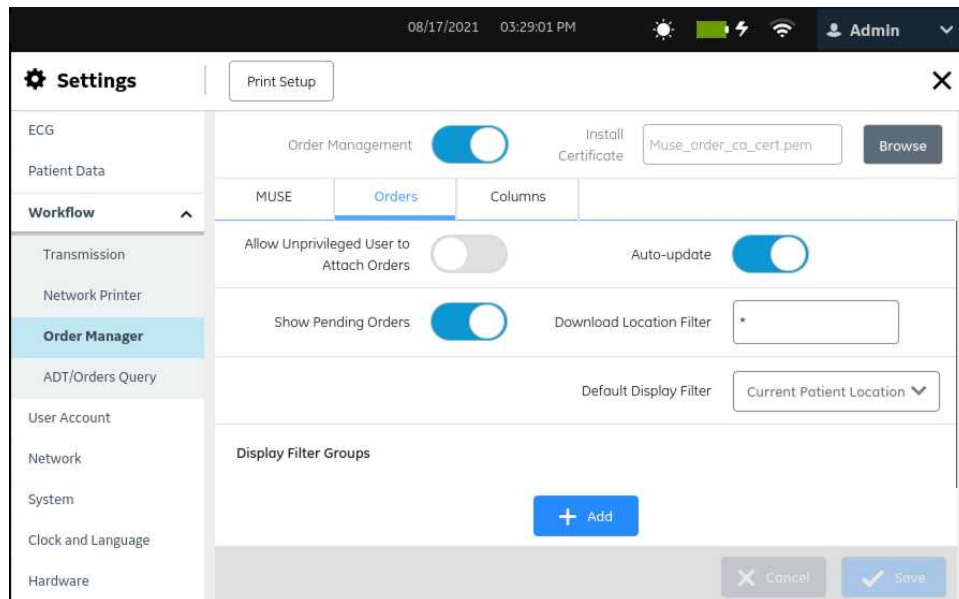 08/17/2021 03:29:01 PM Admin
Settings
Print Setup
ECG
Patient Data
Workflow
Transmission
Network Printer
Order Manager
ADT/Orders Query
User Account
Network
System
Clock and Language
Hardware
Order Management
Install
Certificate
Muse_order_ca_cert.pem
Browse
MUSE Orders Columns
Allow Unprivileged User to
Attach Orders
Auto-update
Show Pending Orders
Download Location Filter
*
Default Display Filter
Current Patient Location
Display Filter Groups
+ Add
Cancel
Save